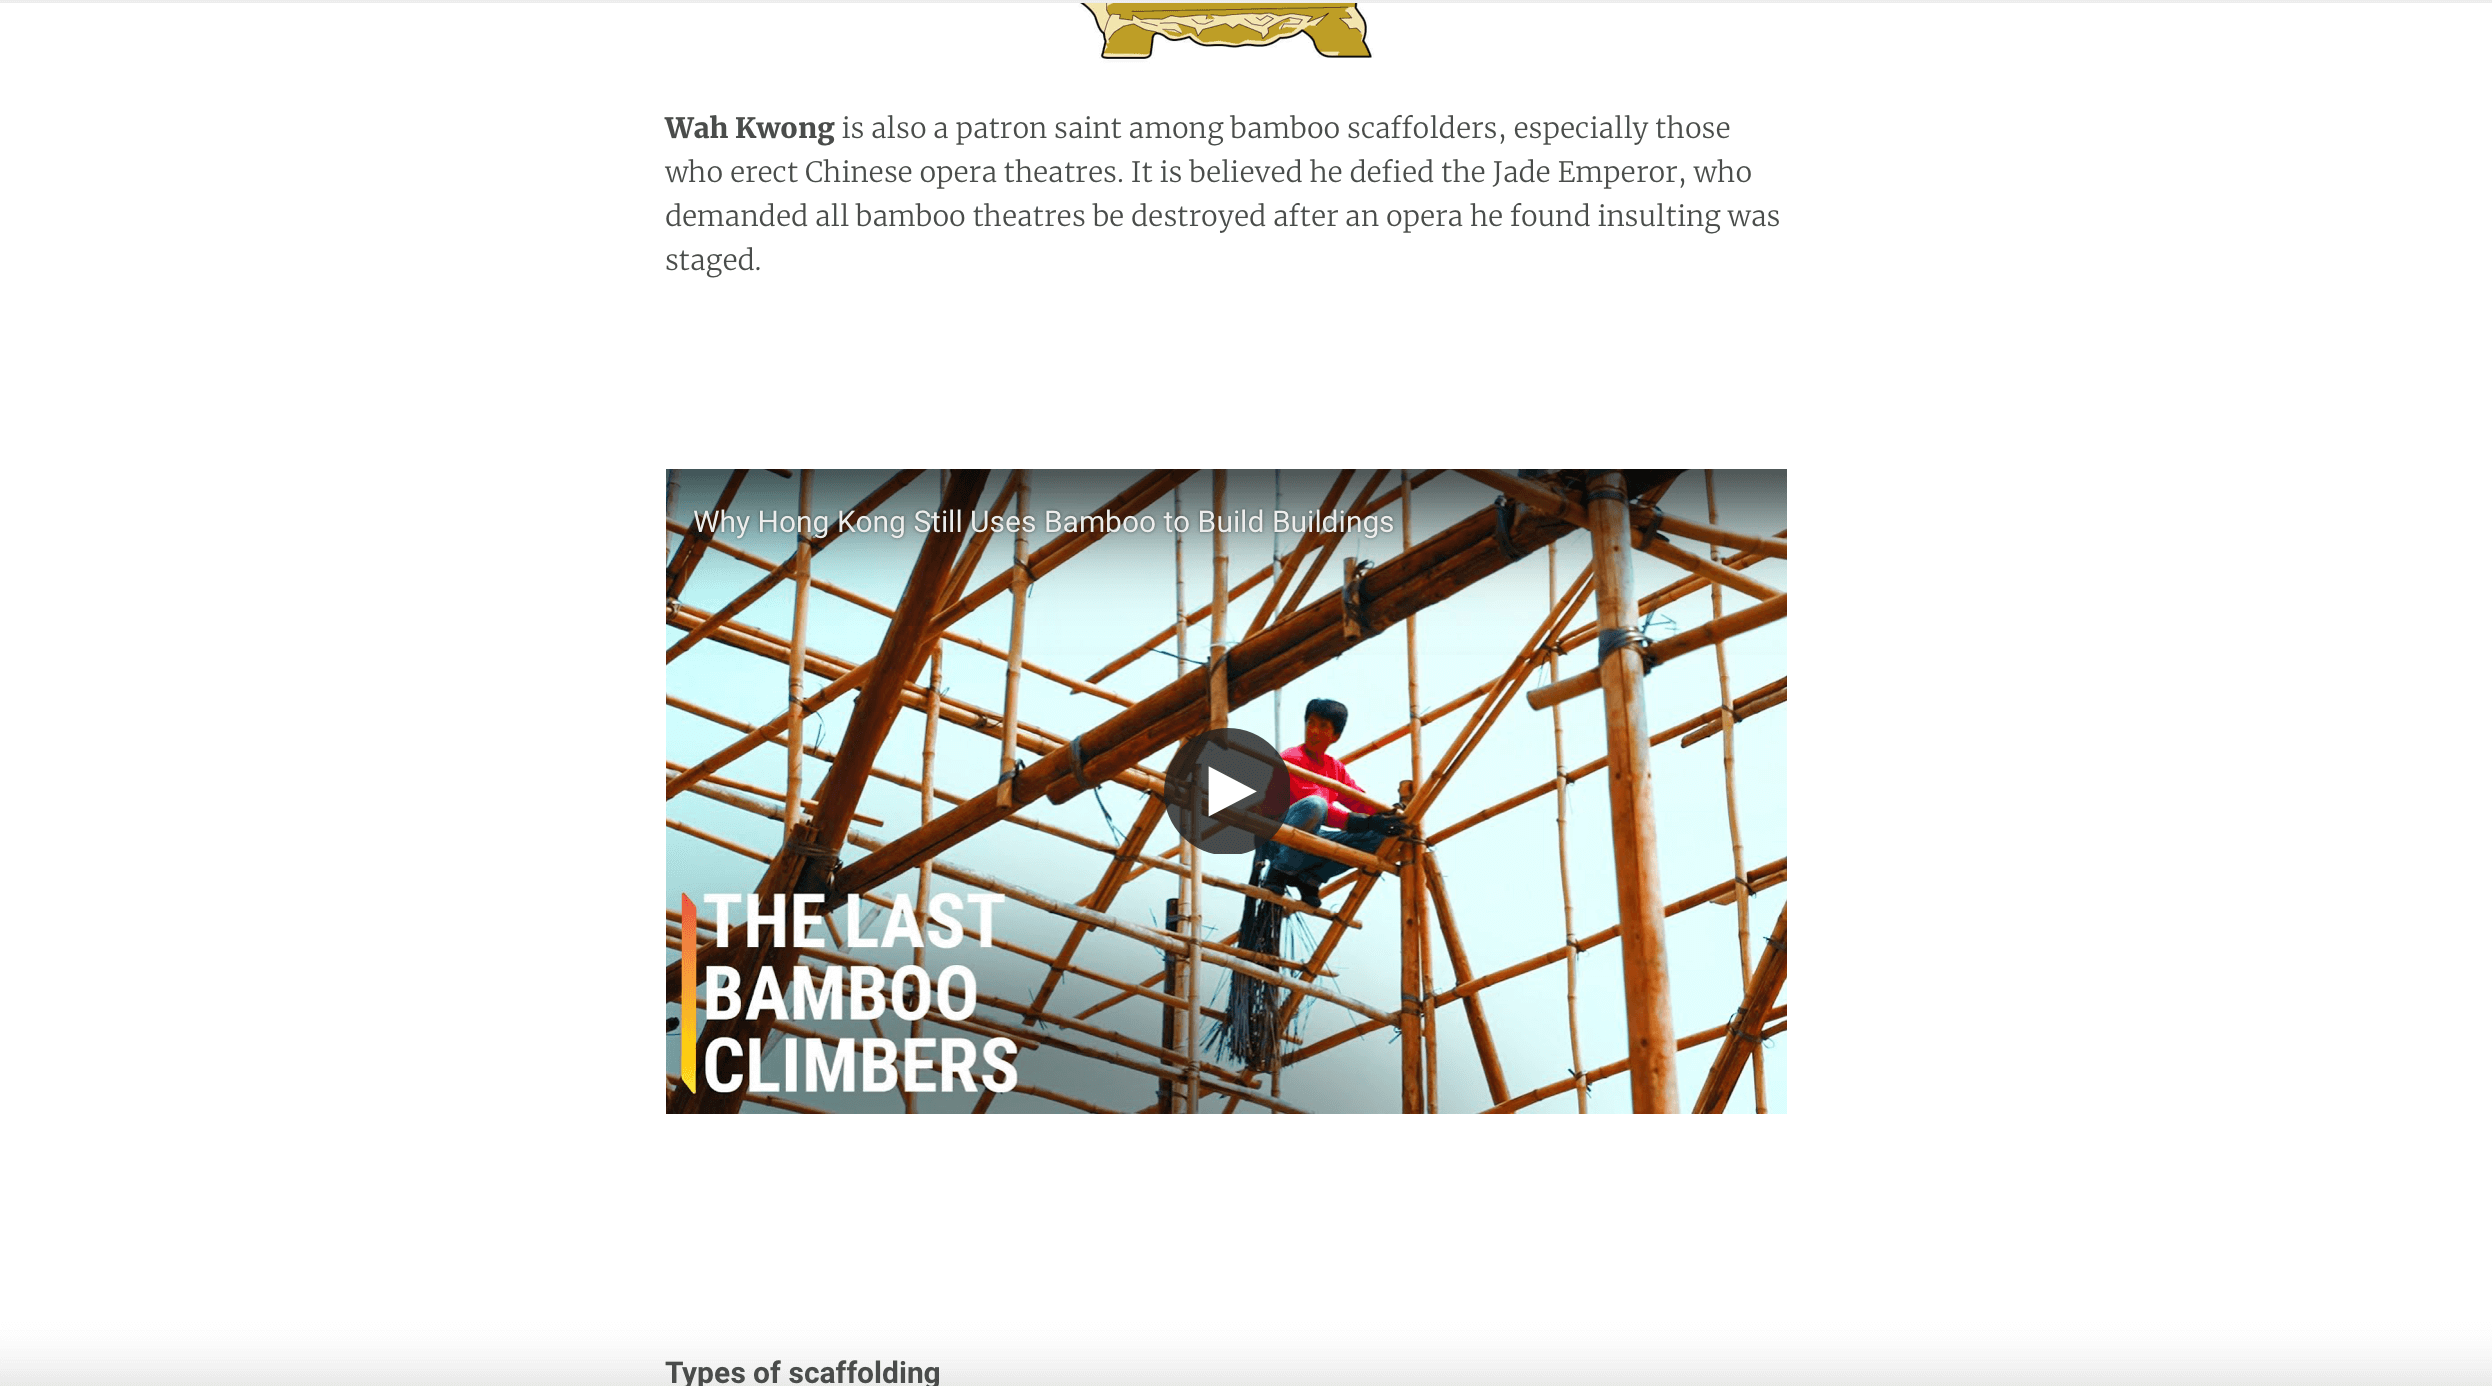 Wah Kwong is also a patron saint among bamboo scaffolders, especially those
who erect Chinese opera theatres. It is believed he defied the Jade Emperor, who
demanded all bamboo theatres be destroyed after an opera he found insulting was
staged.
Why Hong Kong Still Uses Bamboo to Build Buildings
THE LAST
BAMBOO
CLIMBERS
Types of scaffolding